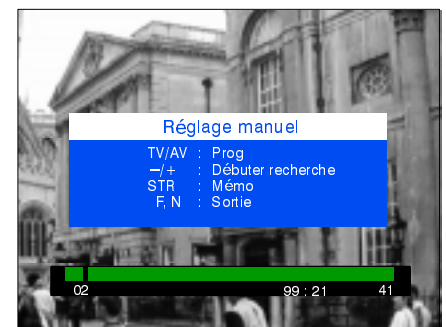 Réglage manuel
TV/AV : Prog
–/+ : Débuter recherche
STR : Mémo
F, N : Sortie
02 99 : 21 41